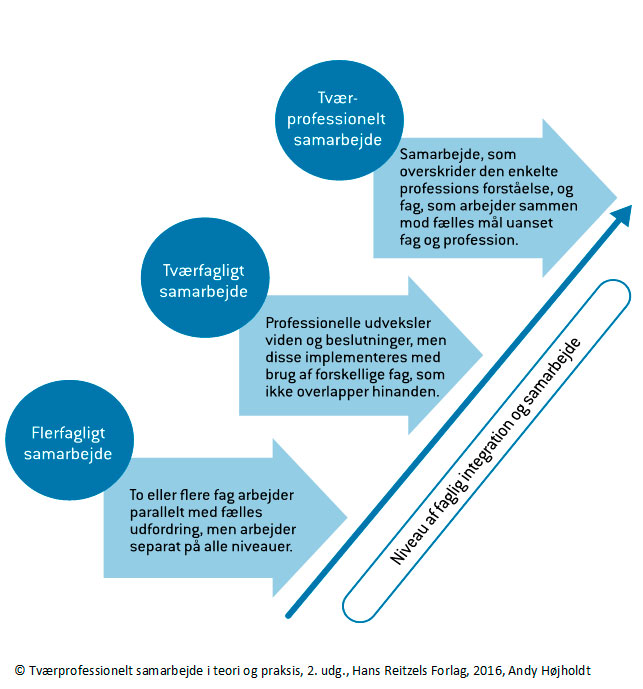 Tvær-
professionelt
samarbejde
Samarbejde, som
overskrider den enkelte
professions forståelse, og
fag, som arbejder sammen
mod fælles mål uanset
fag og profession.
Tværfagligt
samarbejde
Professionelle udveksler
viden og beslutninger, men
disse implementeres med
brug af forskellige fag, som
ikke overlapper hinanden.
Flerfagligt
samarbejde
To eller flere fag arbejder
parallelt med fælles
udfordring, men arbejder
separat på alle niveauer.
Niveau af faglig integration og samarbejde
© Tværprofessionelt samarbejde i teori og praksis, 2. udg., Hans Reitzels Forlag, 2016, Andy Højholdt